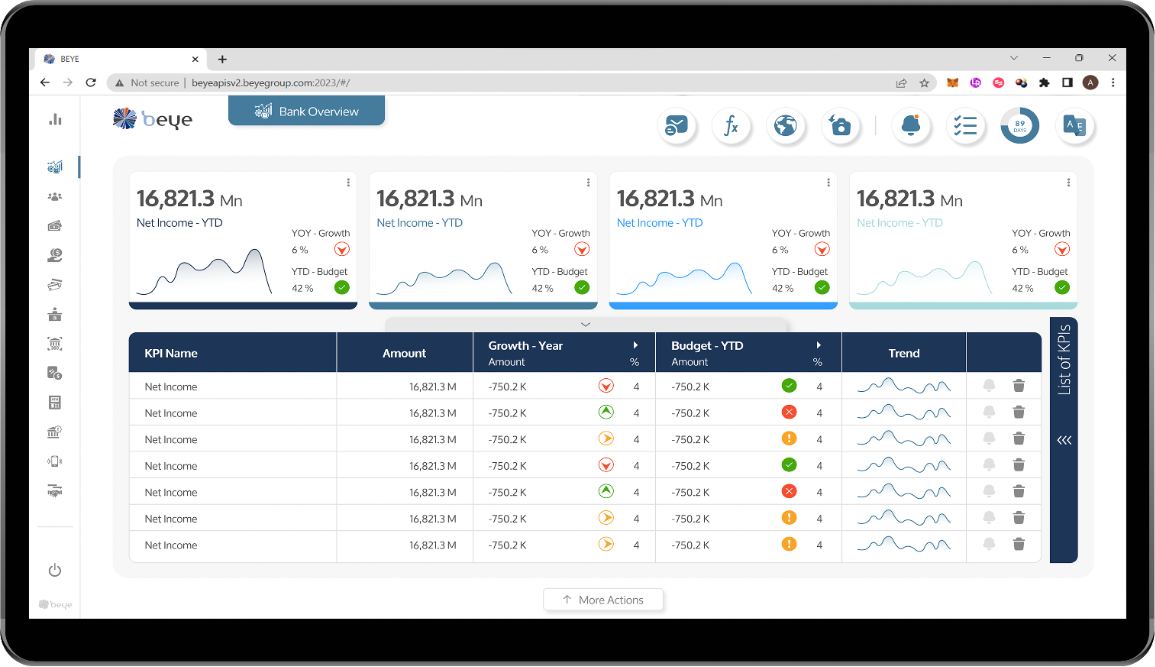 BEYE
Not secure | beyeapisv2.beyegroup.com:2023/#/
A
beye
Bank Overview
fx
89
DAYS
A E
16,821.3 Mn
Net Income - YTD
YOY - Growth
6 %
YTD - Budget
42 %
16,821.3 Mn
Net Income - YTD
YOY - Growth
6 %
YTD - Budget
42 %
16,821.3 Mn
Net Income - YTD
YOY - Growth
6 %
YTD - Budget
42 %
16,821.3 Mn
Net Income - YTD
YOY - Growth
6 %
YTD - Budget
42 %
KPI Name Amount Growth - Year Budget - YTD Trend
Amount % Amount %
Net Income 16,821.3 M -750.2 K 4 -750.2 K 4
Net Income 16,821.3 M -750.2 K 4 -750.2 K 4
Net Income 16,821.3 M -750.2 K 4 -750.2 K 4
Net Income 16,821.3 M -750.2 K 4 -750.2 K 4
Net Income 16,821.3 M -750.2 K 4 -750.2 K 4
Net Income 16,821.3 M -750.2 K 4 -750.2 K 4
Net Income 16,821.3 M -750.2 K 4 -750.2 K 4
List of KPIs
More Actions
beye